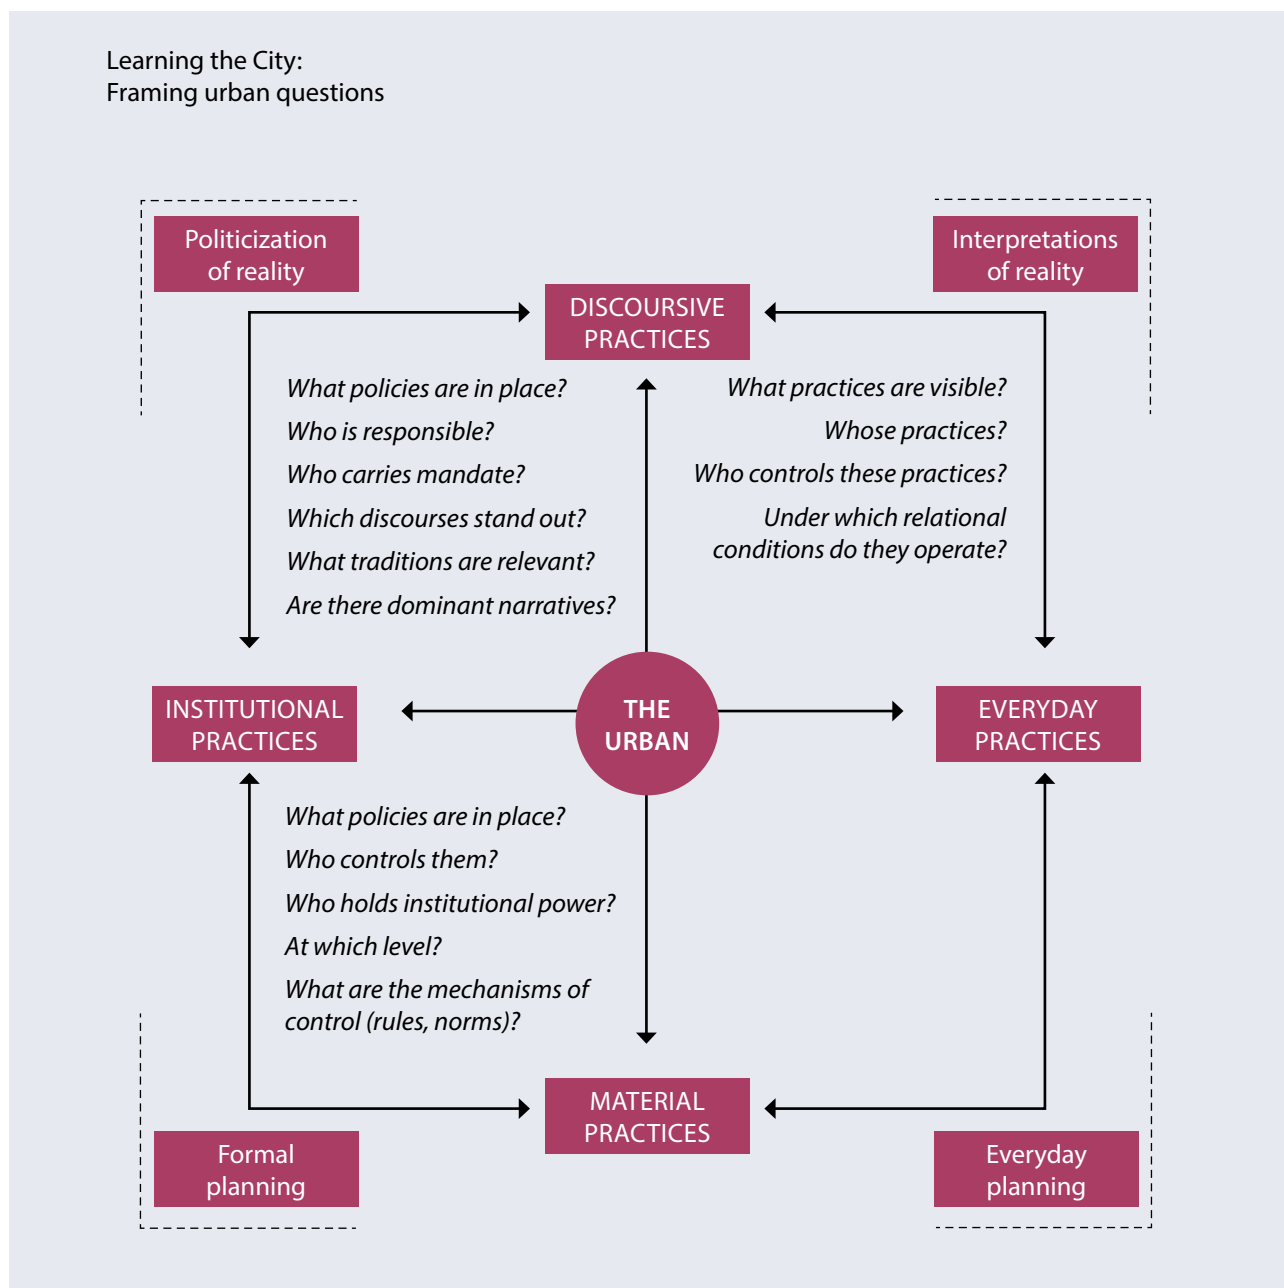 Learning the City:
Framing urban questions
Politicization
of reality
Interpretations
of reality
DISCOURSIVE
PRACTICES
What policies are in place?
Who is responsible?
Who carries mandate?
Which discourses stand out?
What traditions are relevant?
Are there dominant narratives?
What practices are visible?
Whose practices?
Who controls these practices?
Under which relational
conditions do they operate?
INSTITUTIONAL
PRACTICES
THE
URBAN
EVERYDAY
PRACTICES
What policies are in place?
Who controls them?
Who holds institutional power?
At which level?
What are the mechanisms of
control (rules, norms)?
MATERIAL
PRACTICES
Formal
planning
Everyday
planning